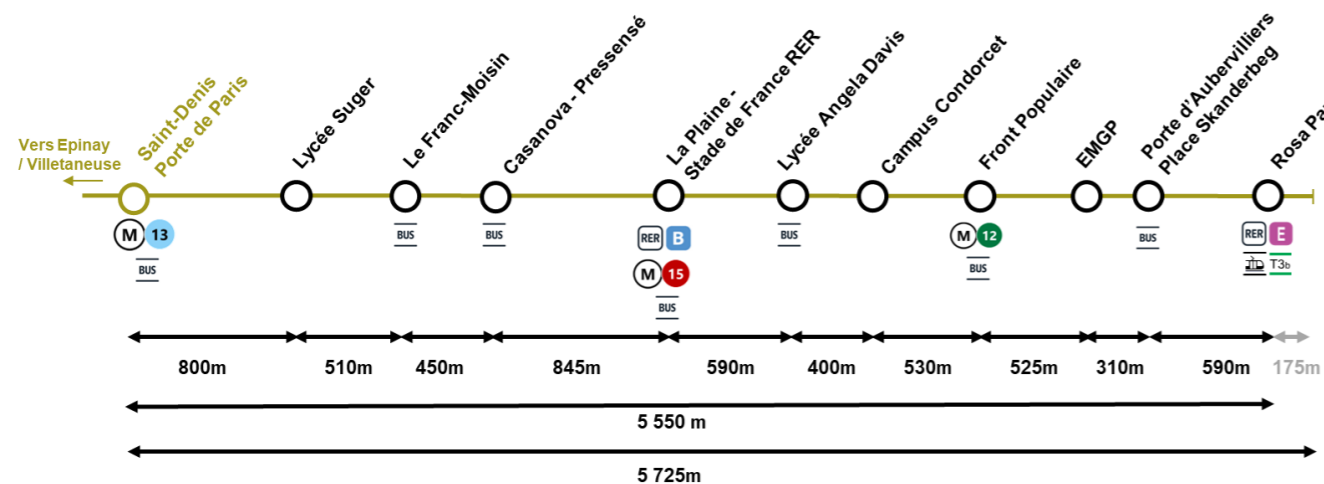 Vers Epinay
/ Villetaneuse
Saint-Denis
Porte de Paris
Lycée Suger
Le Franc-Moisin
Casanova - Pressensé
La Plaine -
Stade de France RER
Lycée Angela Davis
Campus Condorcet
Front Populaire
EMGP
Porte d'Aubervilliers
Place Skanderbeg
Rosa Pa
M 13
BUS
BUS
BUS
RER B
M 15
BUS
BUS
M 12
BUS
BUS
RER E
T3b
800m
510m
450m
845m
590m
400m
530m
525m
310m
590m
175m
5 550 m
5 725m